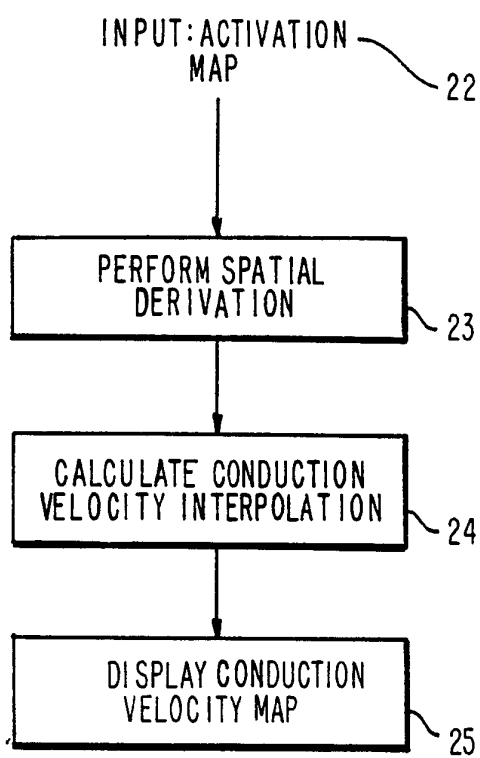 INPUT:ACTIVATION
MAP
22
PERFORM SPATIAL
DERIVATION
23
CALCULATE CONDUCTION
VELOCITY INTERPOLATION
24
DISPLAY CONDUCTION
VELOCITY MAP
25